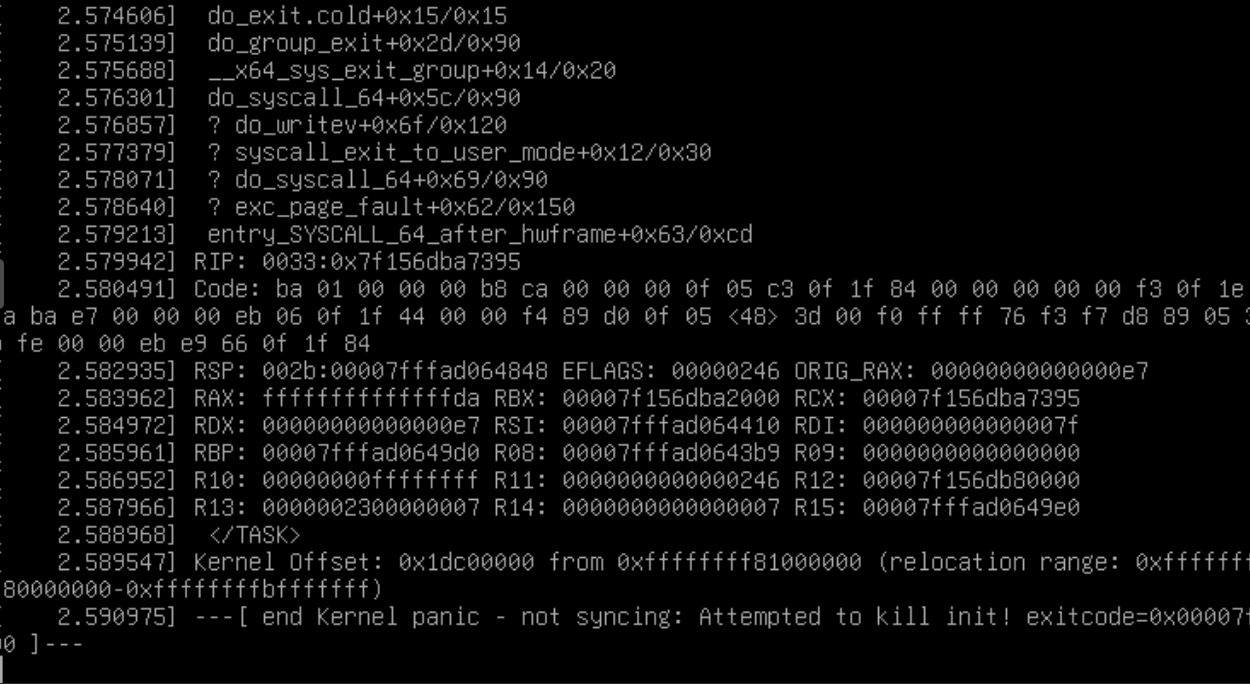 2.574606]  do_exit.cold+0x15/0x15
2.575139]  do_group_exit+0x2d/0x90
2.575688]  __x64_sys_exit_group+0x14/0x20
2.576301]  do_syscall_64+0x5c/0x90
2.576857]  ? do_writev+0x6f/0x120
2.577379]  ? syscall_exit_to_user_mode+0x12/0x30
2.578071]  ? do_syscall_64+0x69/0x90
2.578640]  ? exc_page_fault+0x62/0x150
2.579213]  entry_SYSCALL_64_after_hwframe+0x63/0xcd
2.579942] RIP: 0033:0x7f156dba7395
2.580491] Code: ba 01 00 00 00 b8 ca 00 00 00 0f 05 c3 0f 1f 84 00 00 00 00 00 f3 0f 1e
a ba e7 00 00 00 eb 06 0f 1f 44 00 00 f4 89 d0 0f 05 <48> 3d 00 f0 ff ff 76 f3 f7 d8 89 05
fe 00 00 eb e9 66 0f 1f 84
2.582935] RSP: 002b:00007fffad064848 EFLAGS: 00000246 ORIG_RAX: 00000000000000e7
2.583962] RAX: ffffffffffffffda RBX: 00007f156dba2000 RCX: 00007f156dba7395
2.584972] RDX: 00000000000000e7 RSI: 00007fffad064410 RDI: 000000000000007f
2.585961] RBP: 00007fffad0649d0 R08: 00007fffad0643b9 R09: 0000000000000000
2.586952] R10: 00000000ffffffff R11: 0000000000000246 R12: 00007f156db80000
2.587966] R13: 0000002300000007 R14: 0000000000000007 R15: 00007fffad0649e0
2.588968]  </TASK>
2.589547] Kernel Offset: 0x1dc00000 from 0xffffffff81000000 (relocation range: 0xfffffff
80000000-0xffffffffbfffffff)
2.590975] ---[ end Kernel panic - not syncing: Attempted to kill init! exitcode=0x00007f
0 ]---